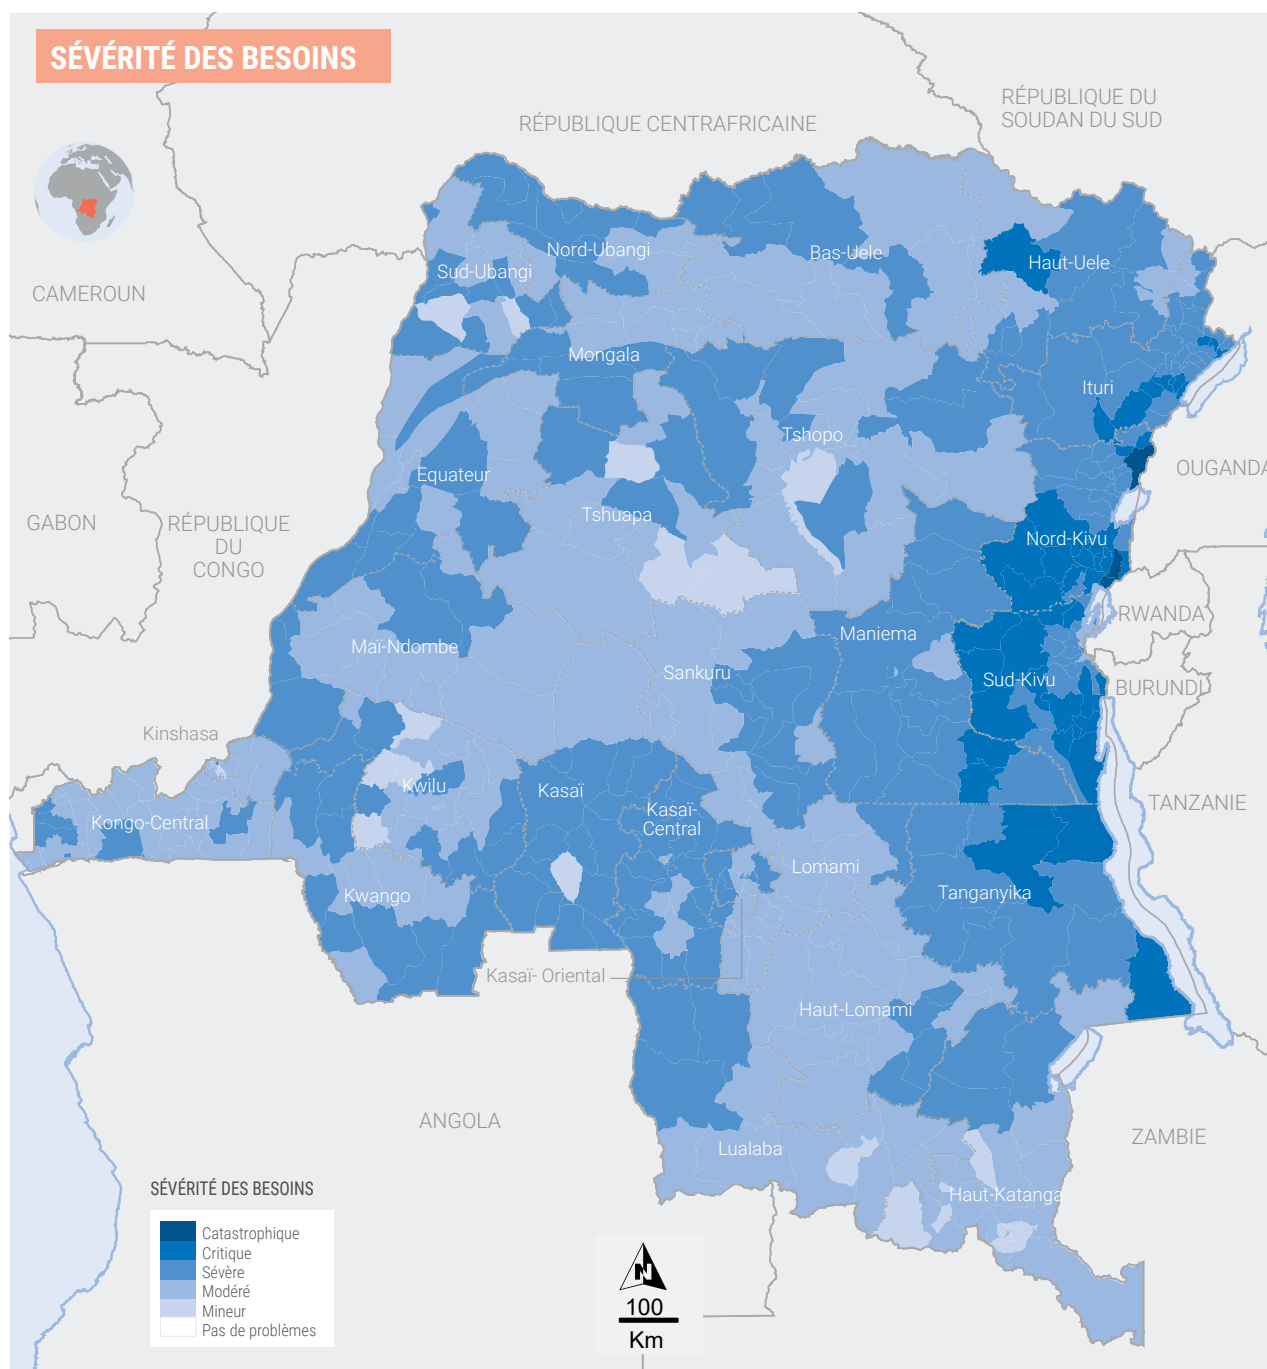 SÉVÉRITÉ DES BESOINS
RÉPUBLIQUE DU
SOUDAN DU SUD
RÉPUBLIQUE CENTRAFRICAINE
Nord-Ubangi
Bas-Uele
Haut-Uele
Sud-Ubangi
CAMEROUN
Mongala
Ituri
Tshopo
Equateur
OUGANDA
Tshuapa
GABON
RÉPUBLIQUE
DU
CONGO
Nord-Kivu
RWANDA
Maniema
Maï-Ndombe
Sankuru
Sud-Kivu
BURUNDI
Kinshasa
Kwilu
Kasaï
TANZANIE
Kasaï-
Central
Kongo-Central
Lomami
Kwango
Tanganyika
Kasaï- Oriental
Haut-Lomami
ANGOLA
ZAMBIE
Lualaba
Haut-Katanga
SÉVÉRITÉ DES BESOINS
Catastrophique
Critique
Sévère
Modéré
Mineur
Pas de problèmes
N
100
Km